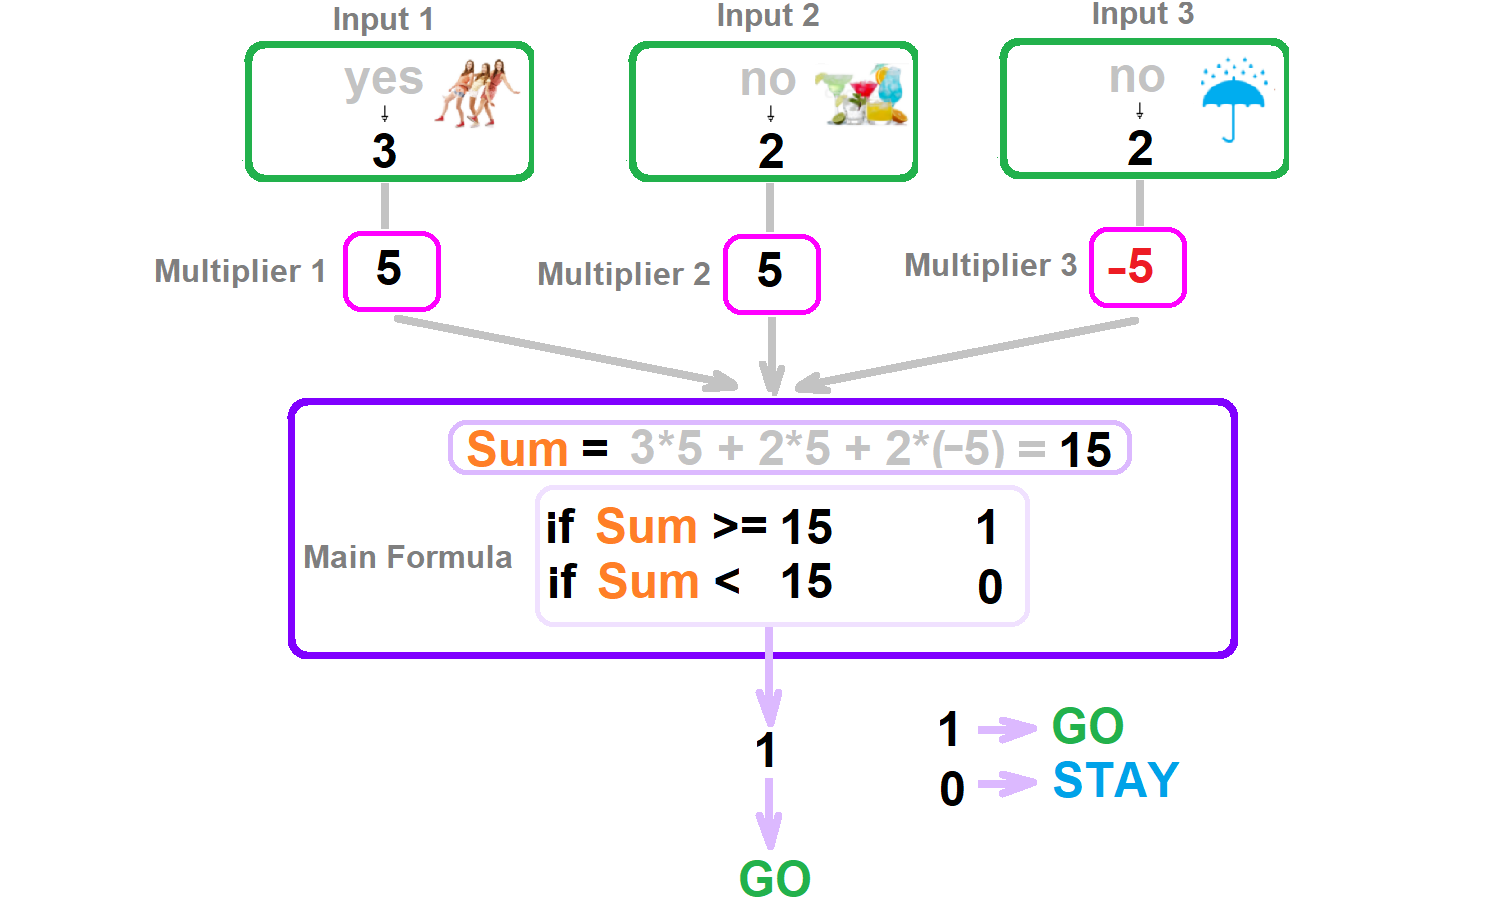 Input 1
Input 2
Input 3
yes
no
no
3
2
2
Multiplier 1
5
Multiplier 2
5
Multiplier 3
-5
Sum = 3*5 + 2*5 + 2*(-5) = 15
Main Formula
if Sum >= 15 1
if Sum < 15 0
1
1 GO
0 STAY
GO